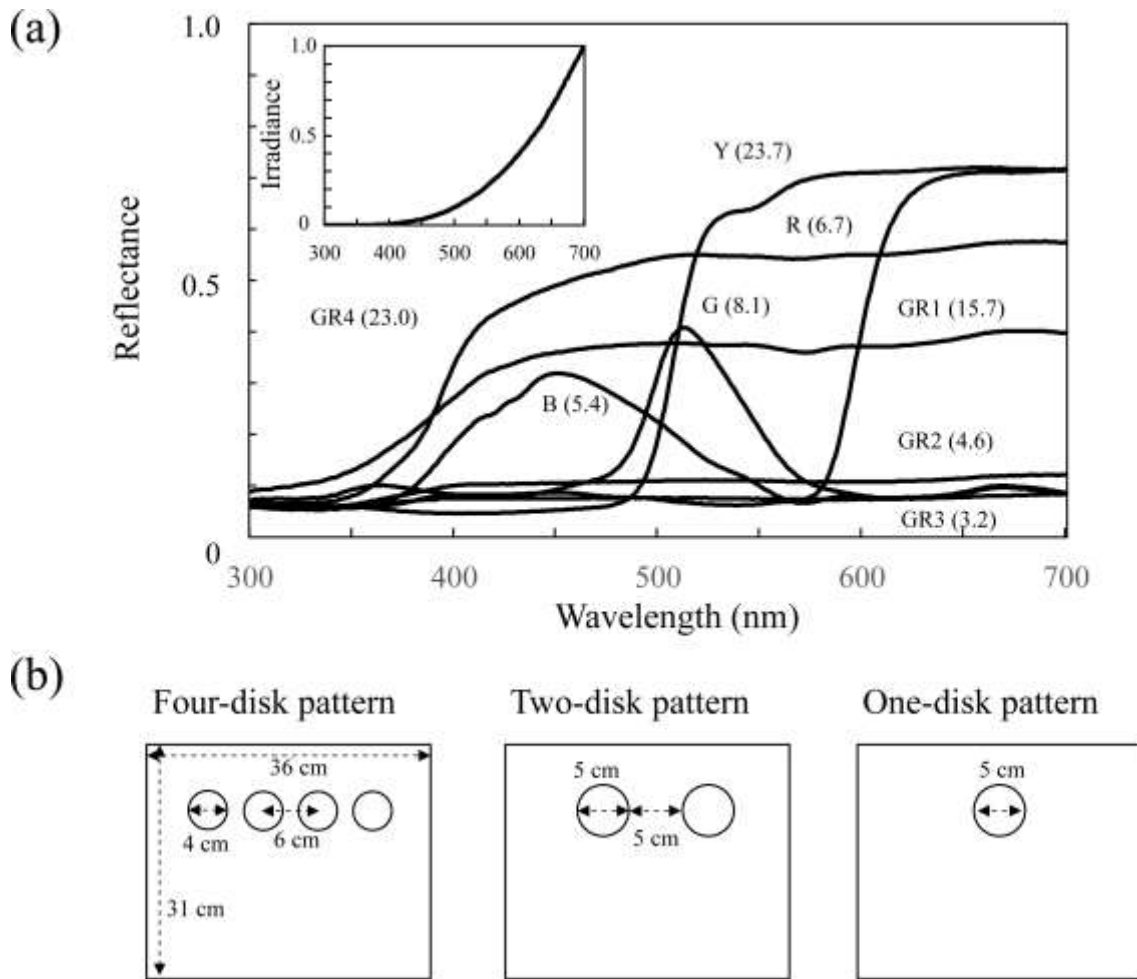 (a)
1.0
0.5
0
Reflectance
300
400
500
600
700
Wavelength (nm)
1.0
0.5
0
Irradiance
300
400
500
600
700
Y (23.7)
R (6.7)
G (8.1)
GR1 (15.7)
GR4 (23.0)
B (5.4)
GR2 (4.6)
GR3 (3.2)
(b)
Four-disk pattern
36 cm
4 cm
6 cm
31 cm
Two-disk pattern
5 cm
5 cm
One-disk pattern
5 cm